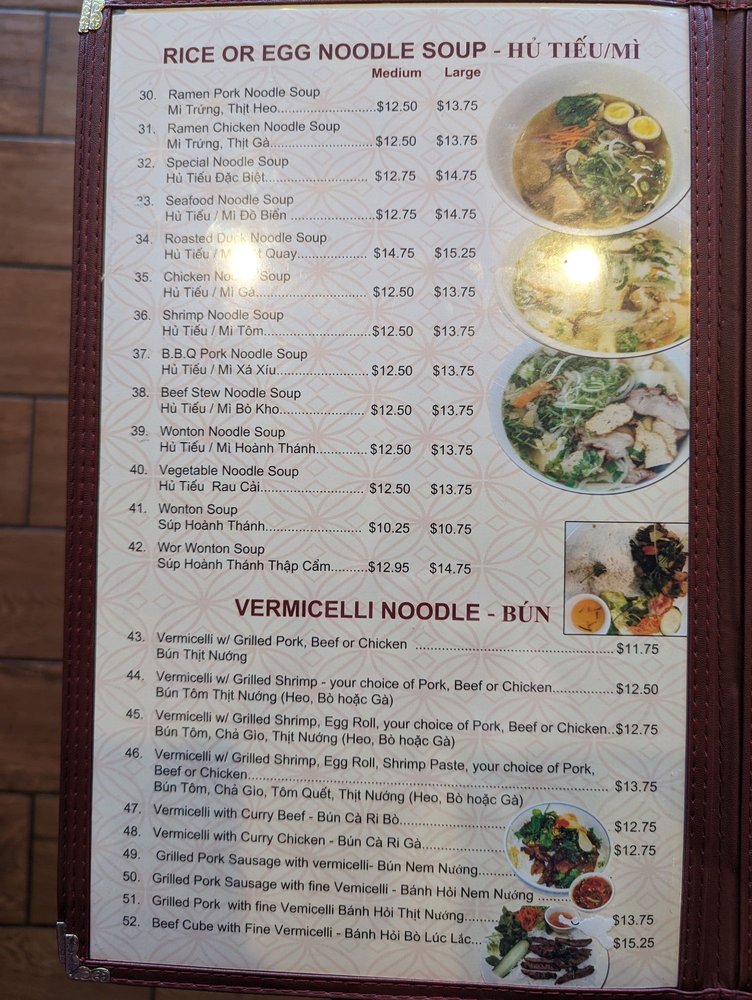 RICE OR EGG NOODLE SOUP - HỦ TIẾU/MÌ
Medium Large
30. Ramen Pork Noodle Soup
Mì Trứng, Thịt Heo..............................$12.50 $13.75
31. Ramen Chicken Noodle Soup
Mì Trứng, Thịt Gà...............................$12.50 $13.75
32. Special Noodle Soup
Hủ Tiếu Đặc Biệt............................... $12.75 $14.75
33. Seafood Noodle Soup
Hủ Tiếu / Mì Đồ Biển .........................$12.75 $14.75
34. Roasted Duck Noodle Soup
Hủ Tiếu / Quay..................... $14.75 $15.25
35. Chicken Noodle Soup
Hủ Tiếu / Mì Gà................................. $12.50 $13.75
36. Shrimp Noodle Soup
Hủ Tiếu / Mì Tôm................................$12.50 $13.75
37. B.B.Q Pork Noodle Soup
Hủ Tiếu / Mì Xá Xíu............................$12.50 $13.75
38. Beef Stew Noodle Soup
Hủ Tiếu / Mì Bò Kho......................... $12.50 $13.75
39. Wonton Noodle Soup
Hủ Tiếu / Mì Hoành Thánh...............$12.50 $13.75
40. Vegetable Noodle Soup
Hủ Tiếu Rau Cải............................... $12.50 $13.75
41. Wonton Soup
Súp Hoành Thánh............................. $10.25 $10.75
42. Wor Wonton Soup
Súp Hoành Thánh Thập Cẩm..........$12.95 $14.75
VERMICELLI NOODLE - BÚN
43. Vermicelli w/ Grilled Pork, Beef or Chicken ....................................................$11.75
Bún Thịt Nướng
44. Vermicelli w/ Grilled Shrimp - your choice of Pork, Beef or Chicken...............$12.50
Bún Tôm Thịt Nướng (Heo, Bò hoặc Gà)
45. Vermicelli w/ Grilled Shrimp, Egg Roll, your choice of Pork, Beef or Chicken..$12.75
Bún Tôm, Chả Giò, Thịt Nướng (Heo, Bò hoặc Gà)
46. Vermicelli w/ Grilled Shrimp, Egg Roll, Shrimp Paste, your choice of Pork,
Beef or Chicken.......................................................................................... $13.75
Bún Tôm, Chả Giò, Tôm Quết, Thịt Nướng (Heo, Bò hoặc Gà)
47. Vermicelli with Curry Beef - Bún Cà Ri Bò............................ $12.75
48. Vermicelli with Curry Chicken - Bún Cà Ri Gà....................... $12.75
49. Grilled Pork Sausage with vermicelli- Bún Nem Nướng..........
50. Grilled Pork Sausage with fine Vemicelli - Bánh Hỏi Nem Nướng .........
51. Grilled Pork with fine Vemicelli Bánh Hỏi Thịt Nướng......... $13.75
52. Beef Cube with Fine Vermicelli - Bánh Hỏi Bò Lúc Lắc... $15.25